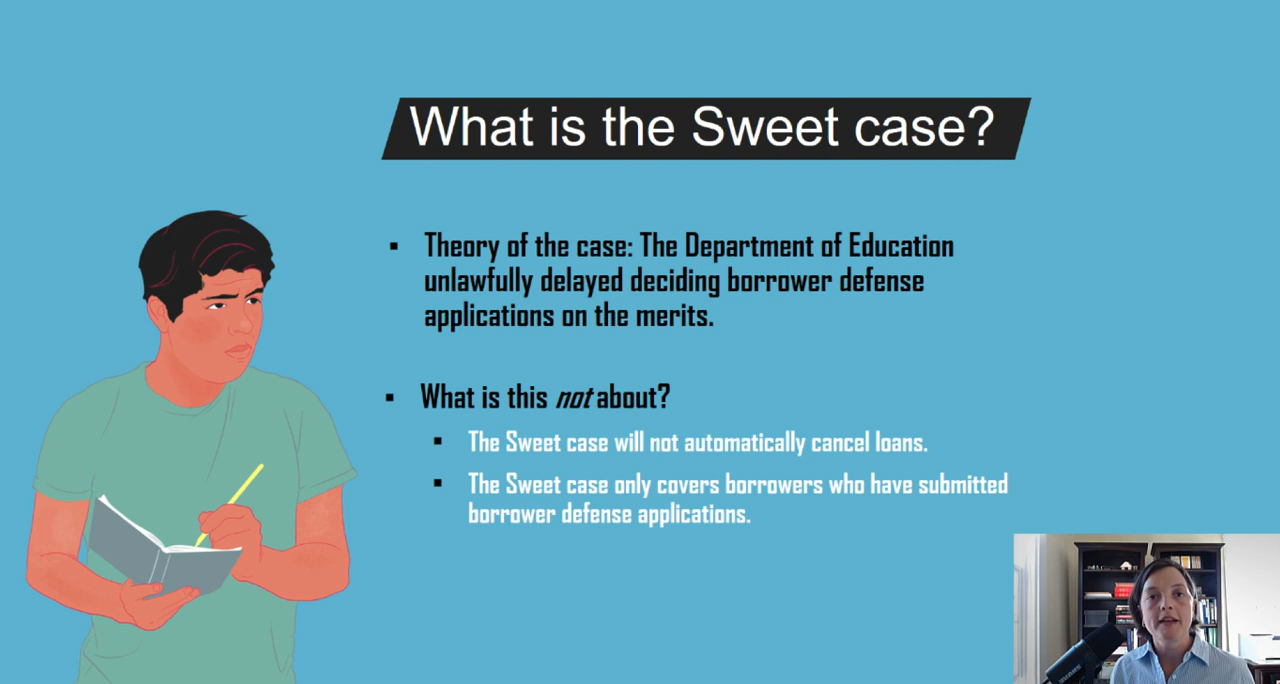 What is the Sweet case?
▪ Theory of the case: The Department of Education
unlawfully delayed deciding borrower defense
applications on the merits.
▪ What is this not about?
▪ The Sweet case will not automatically cancel loans.
▪ The Sweet case only covers borrowers who have submitted
borrower defense applications.
SHURE